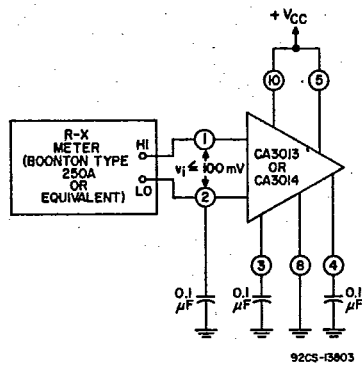 + VCC
10
5
R-X
METER
(BOONTON TYPE
250A
OR
EQUIVALENT)
HI
LO
1
vi ≤ 100 mV
2
CA3013
OR
CA3014
3
8
4
0.1
µF
0.1
µF
0.1
µF
92CS-13803